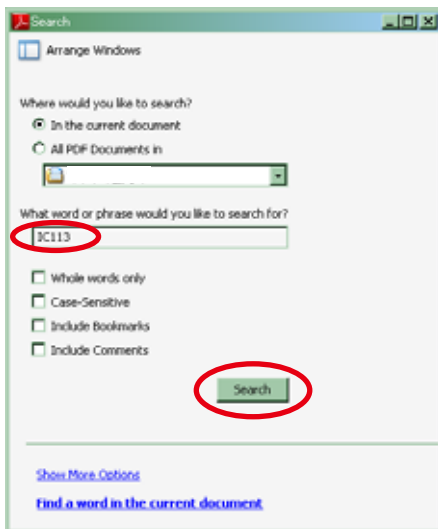 Search
Arrange Windows
Where would you like to search?
In the current document
All PDF Documents in
What word or phrase would you like to search for?
IC113
Whole words only
Case-Sensitive
Include Bookmarks
Include Comments
Search
Show More Options
Find a word in the current document